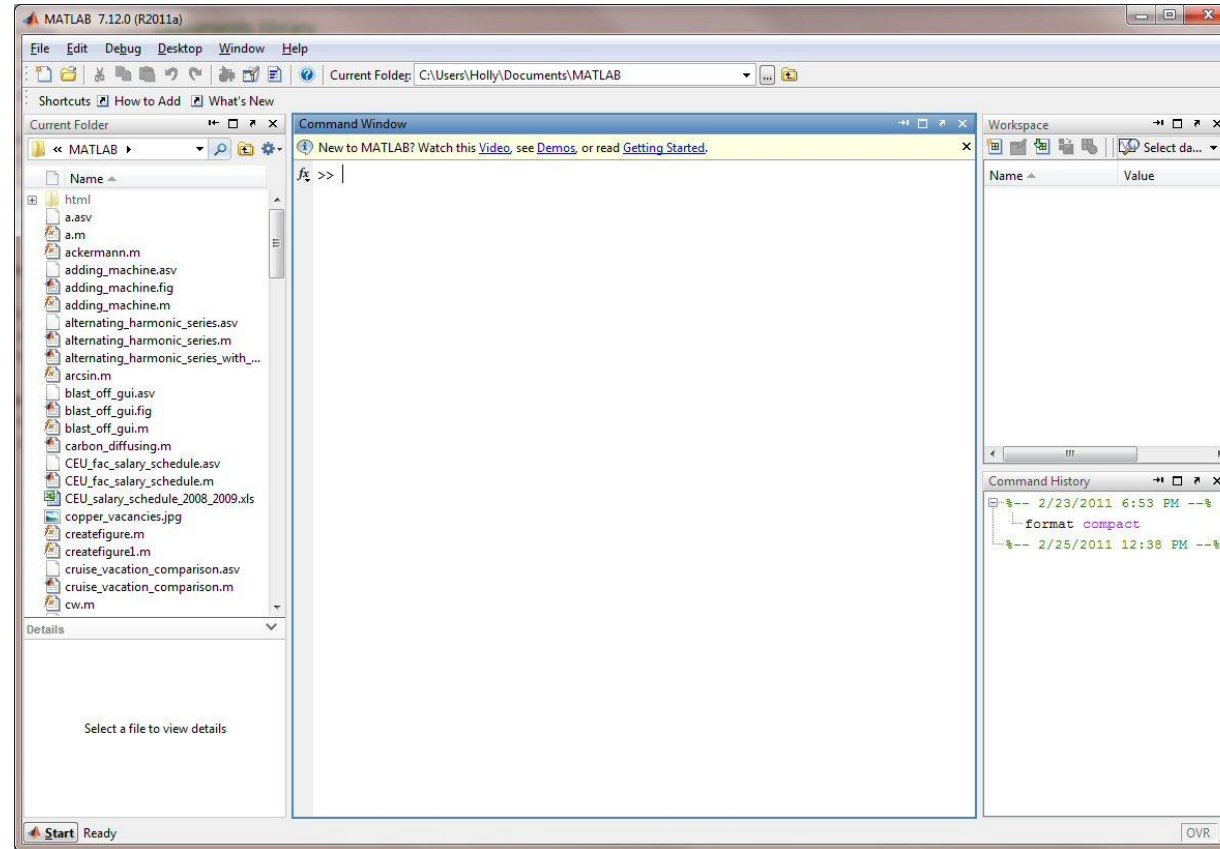 MATLAB 7.12.0 (R2011a)
File Edit Debug Desktop Window Help
Current Folder: C:\Users\Holly\Documents\MATLAB
Shortcuts How to Add What's New
Current Folder
« MATLAB
Name
html
a.asv
a.m
ackermann.m
adding_machine.asv
adding_machine.fig
adding_machine.m
alternating_harmonic_series.asv
alternating_harmonic_series.m
alternating_harmonic_series_with_...
arcsin.m
blast_off_gui.asv
blast_off_gui.fig
blast_off_gui.m
carbon_diffusing.m
CEU_fac_salary_schedule.asv
CEU_fac_salary_schedule.m
CEU_salary_schedule_2008_2009.xls
copper_vacancies.jpg
createfigure.m
createfigure1.m
cruise_vacation_comparison.asv
cruise_vacation_comparison.m
cw.m
Details
Select a file to view details
Command Window
New to MATLAB? Watch this Video, see Demos, or read Getting Started.
fx >>
Workspace
Select da...
Name Value
Command History
%-- 2/23/2011 6:53 PM --%
format compact
%-- 2/25/2011 12:38 PM --%
Start Ready
OVR